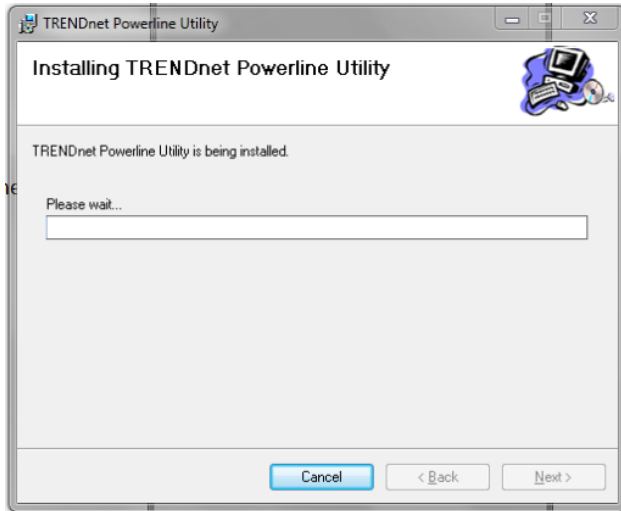 TRENDnet Powerline Utility
Installing TRENDnet Powerline Utility
TRENDnet Powerline Utility is being installed.
Please wait...
Cancel
< Back
Next >